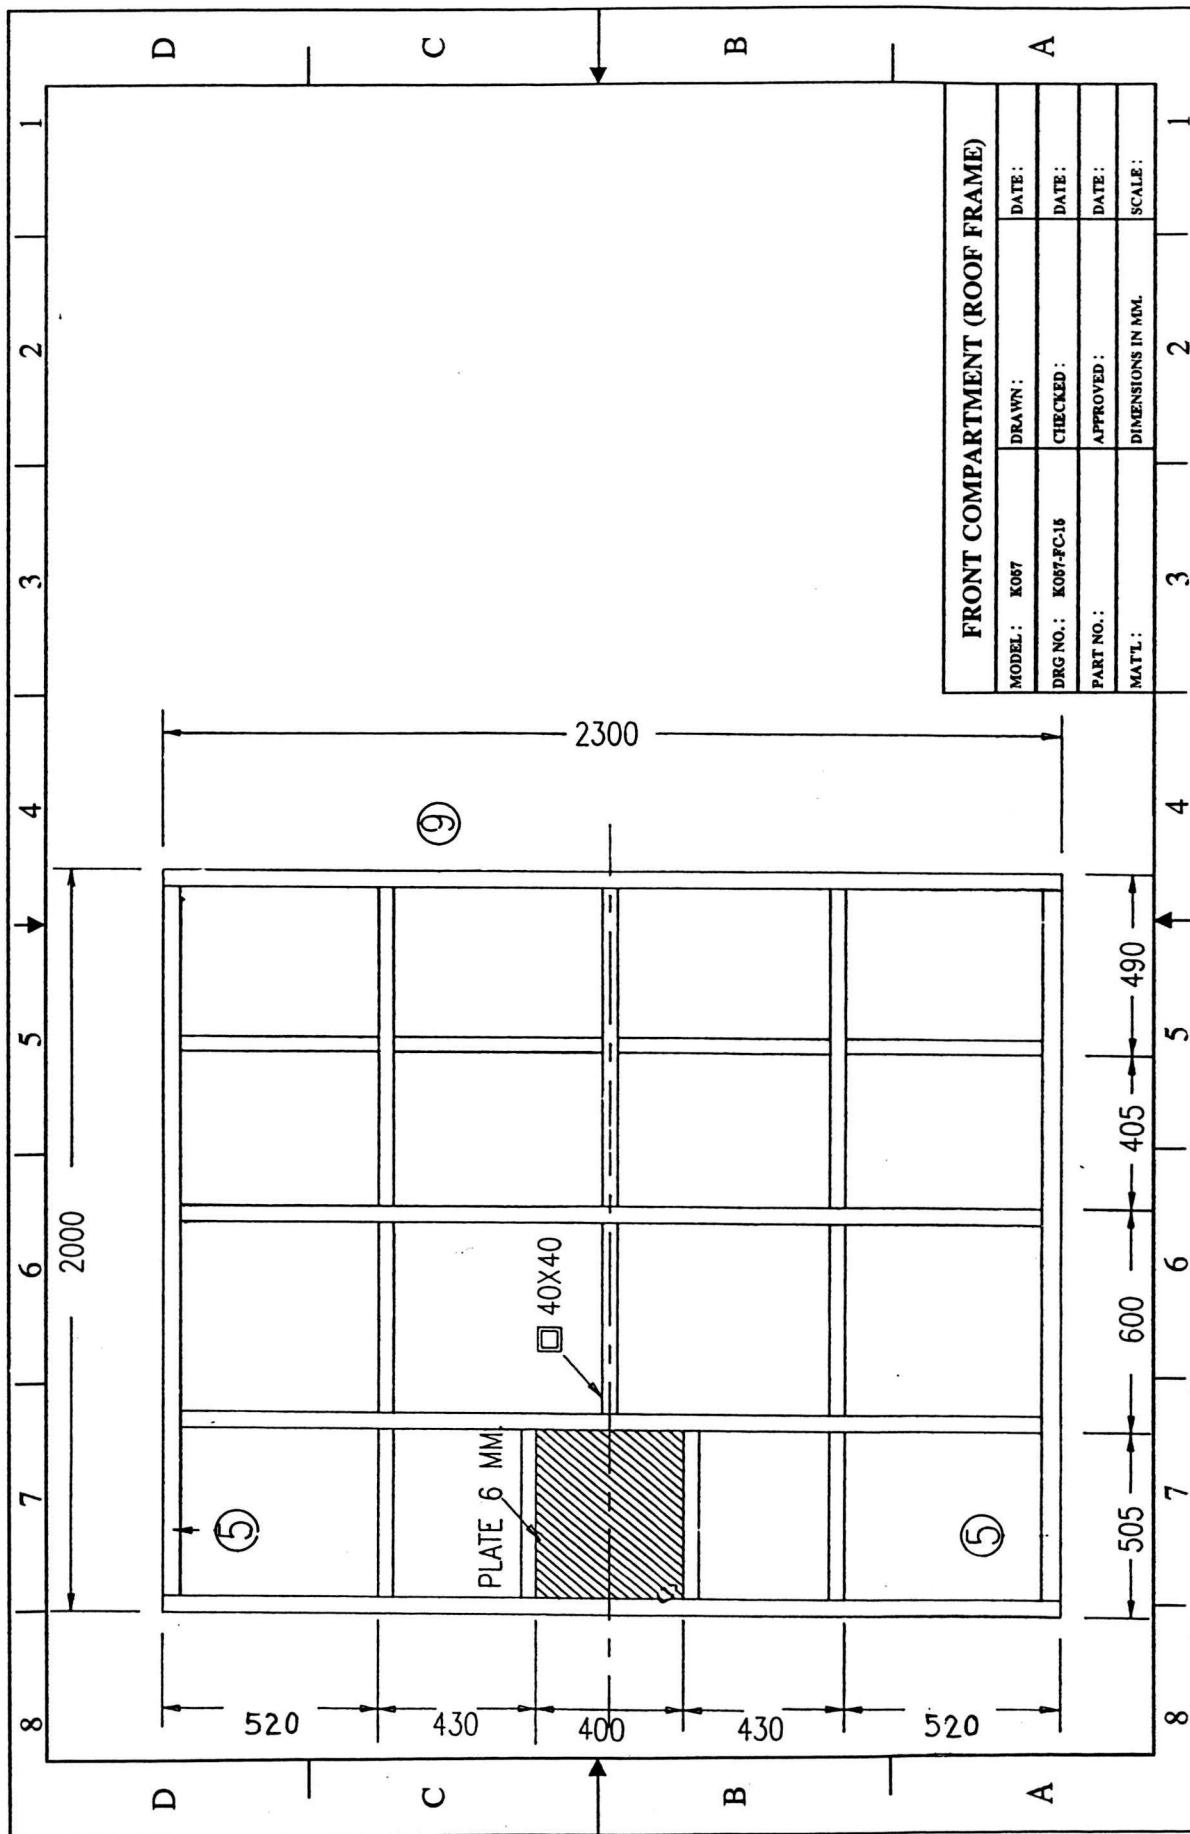 8 7 6 5 4 3 2 1
D D
C C
B B
A A
8 7 6 5 4 3 2 1
2000
2300
⑨
⑤
⑤
PLATE 6 MM.
40X40
520
430
400
430
520
505
600
405
490
FRONT COMPARTMENT (ROOF FRAME)
MODEL : K057 DRAWN : DATE :
DRG NO. : K057-FC-15 CHECKED : DATE :
PART NO. : APPROVED : DATE :
MAT'L : DIMENSIONS IN MM. SCALE :